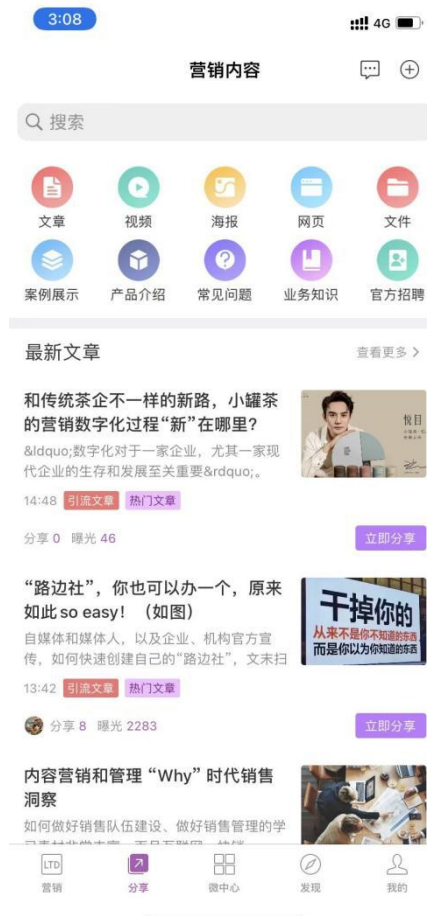 3:08
4G
营销内容
搜索
文章 视频 海报 网页 文件
案例展示 产品介绍 常见问题 业务知识 官方招聘
最新文章
查看更多 >
和传统茶企不一样的新路，小罐茶
的营销数字化过程“新”在哪里？
&ldquo;数字化对于一家企业，尤其一家现
代企业的生存和发展至关重要&rdquo;。
悦目
14:48 引流文章 热门文章
分享 0 曝光 46
立即分享
“路边社”，你也可以办一个，原来
如此 so easy! （如图）
自媒体和媒体人，以及企业、机构官方宣
传，如何快速创建自己的“路边社”，文末扫
干掉你的
从来不是你不知道的东西
而是你以为你知道的东西
13:42 引流文章 热门文章
分享 8 曝光 2283
立即分享
内容营销和管理 “Why” 时代销售
洞察
如何做好销售队伍建设、做好销售管理的学
LTD
营销 分享 微中心 发现 我的